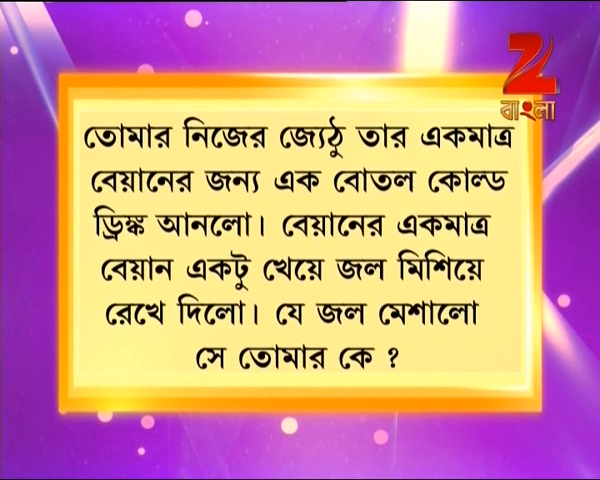 বাংলা
তোমার নিজের জ্যেঠু তার একমাত্র
বেয়ানের জন্য এক বোতল কোল্ড
ড্রিঙ্ক আনলো। বেয়ানের একমাত্র
বেয়ান একটু খেয়ে জল মিশিয়ে
রেখে দিলো। যে জল মেশালো
সে তোমার কে ?